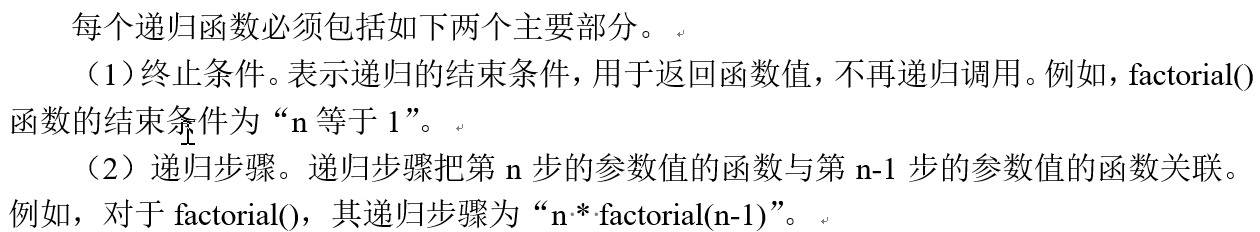 每个递归函数必须包括如下两个主要部分。
（1）终止条件。表示递归的结束条件，用于返回函数值，不再递归调用。例如，factorial()
函数的结束条件为“n 等于 1”。
（2）递归步骤。递归步骤把第 n 步的参数值的函数与第 n-1 步的参数值的函数关联。
例如，对于 factorial()，其递归步骤为“n * factorial(n-1)”。